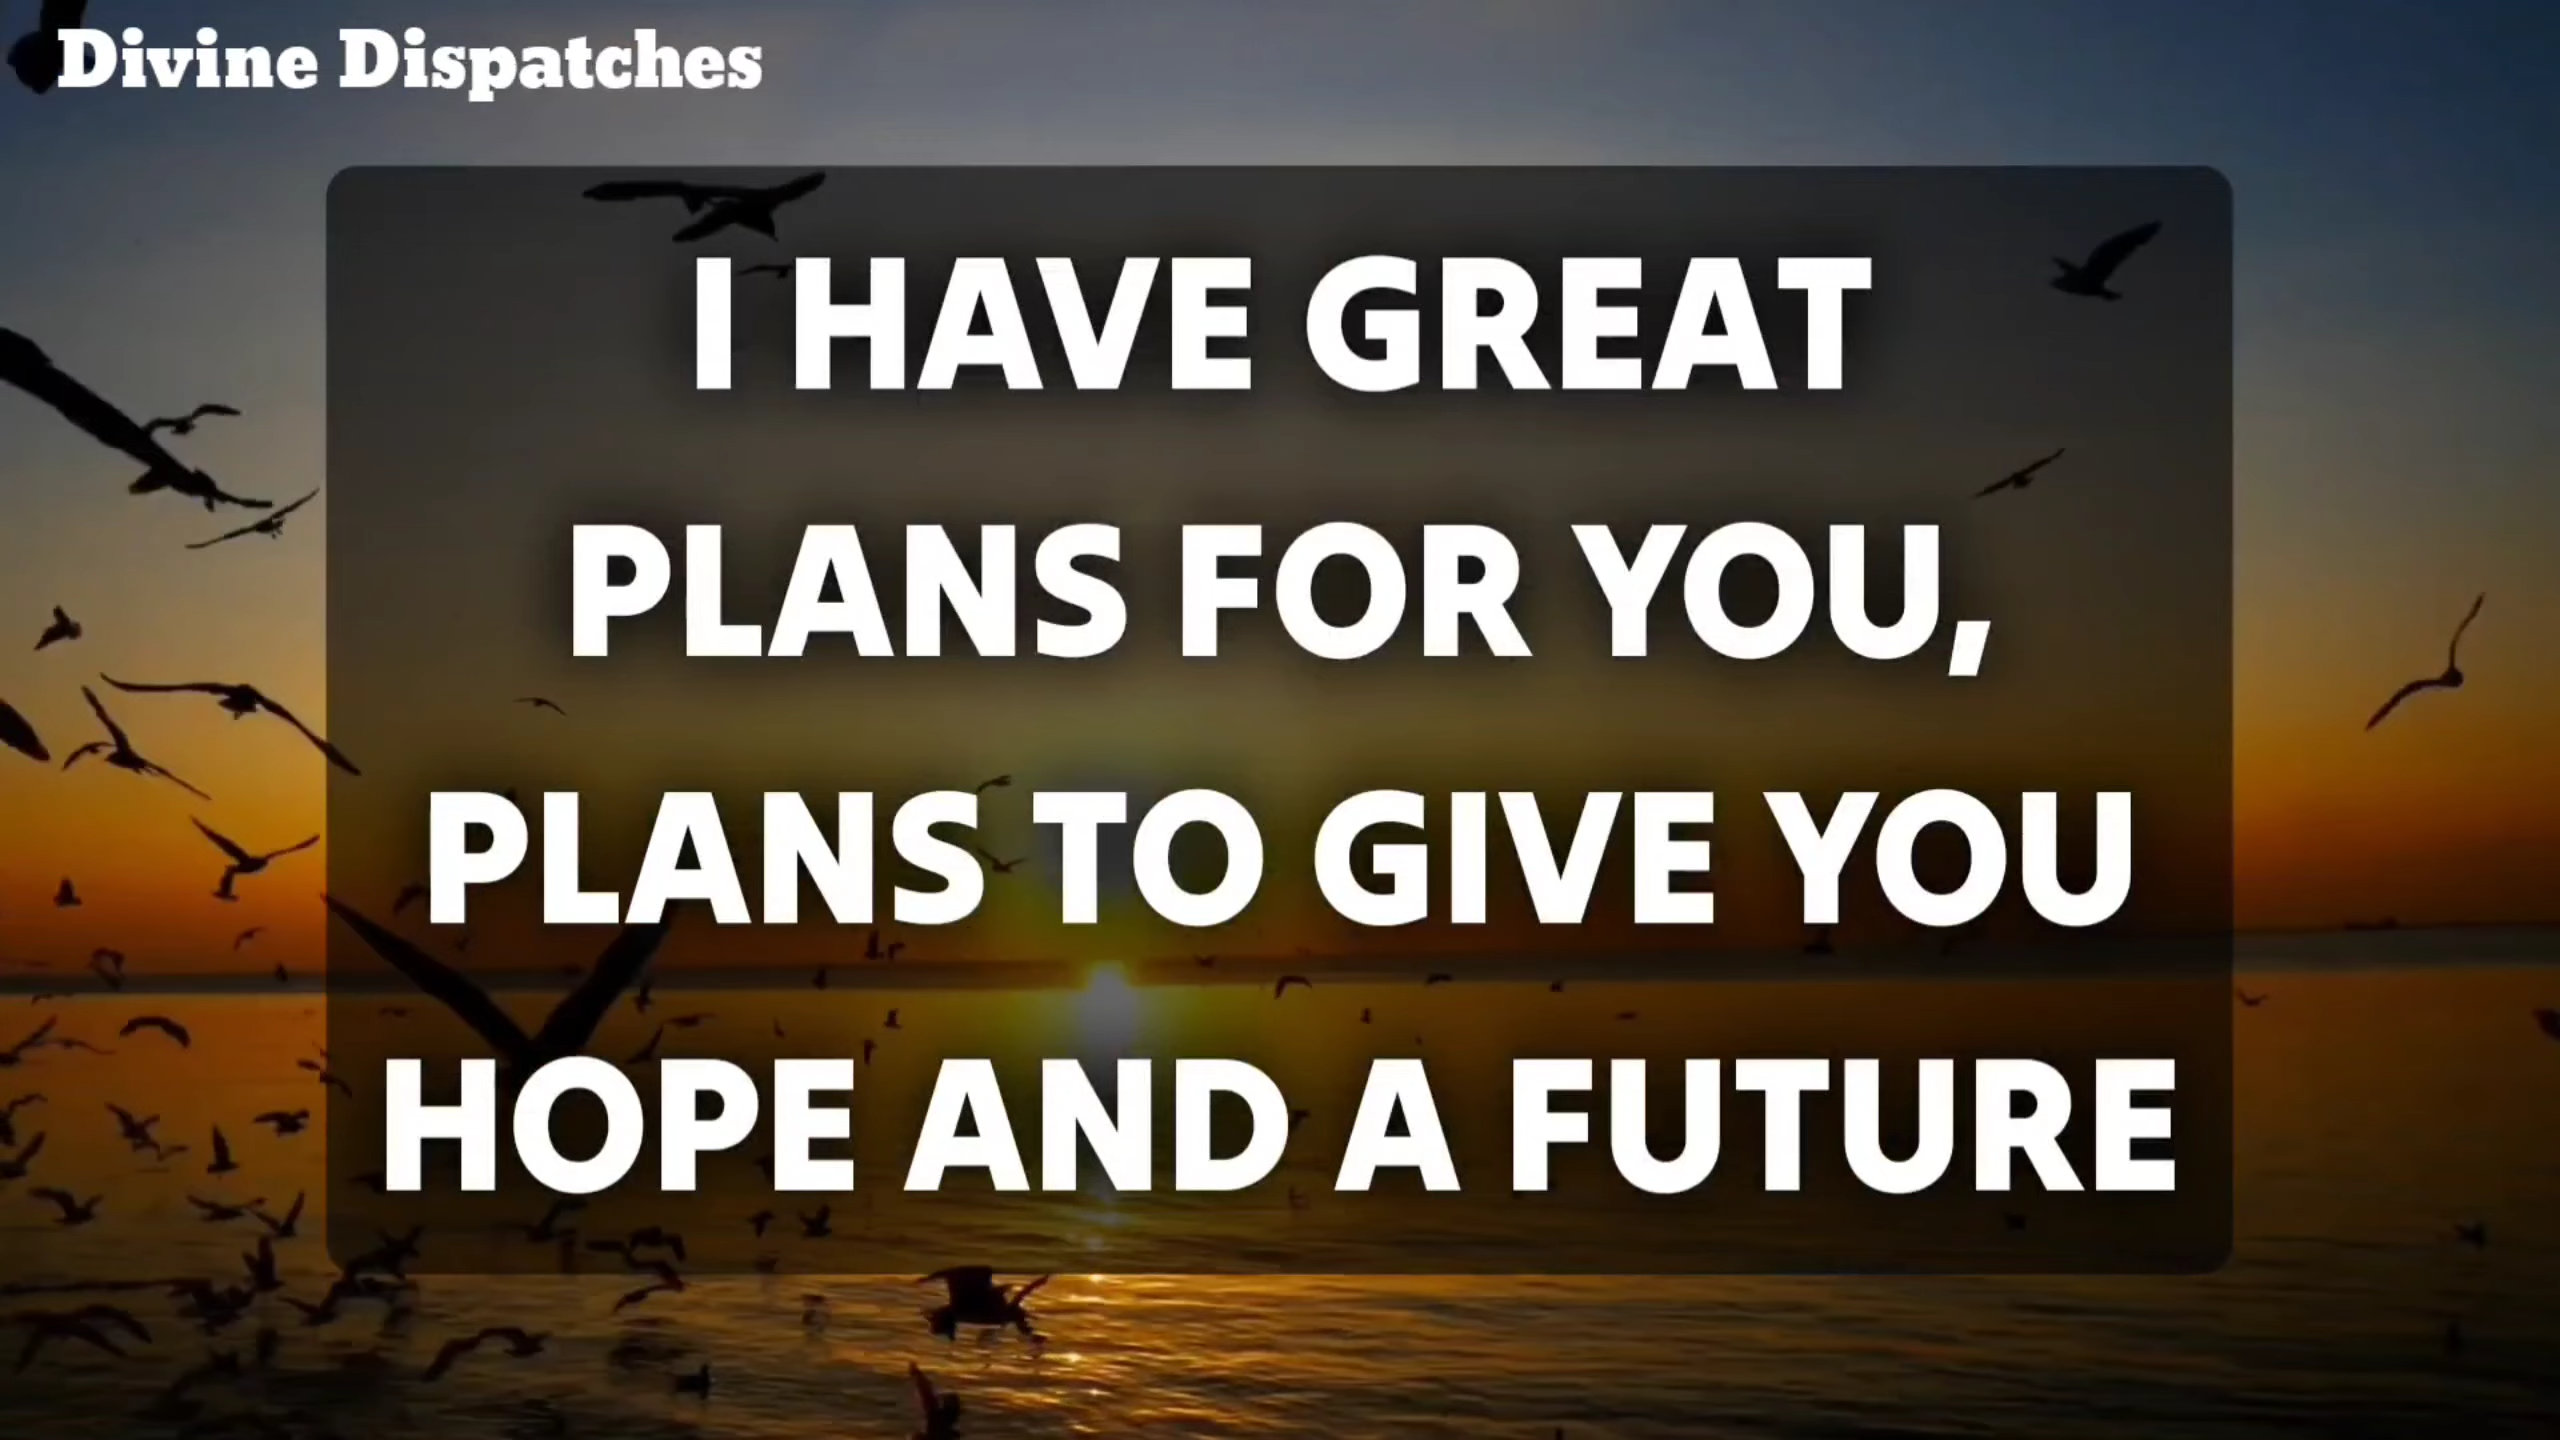 Divine Dispatches
I HAVE GREAT
PLANS FOR YOU,
PLANS TO GIVE YOU
HOPE AND A FUTURE